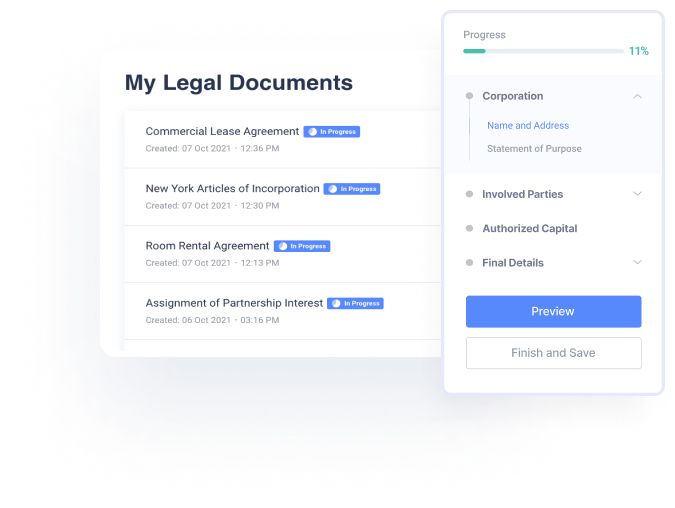 My Legal Documents
Commercial Lease Agreement In Progress
Created: 07 Oct 2021 · 12:36 PM
New York Articles of Incorporation In Progress
Created: 07 Oct 2021 · 12:30 PM
Room Rental Agreement In Progress
Created: 07 Oct 2021 · 12:13 PM
Assignment of Partnership Interest In Progress
Created: 06 Oct 2021 · 03:16 PM
Progress
11%
Corporation
Name and Address
Statement of Purpose
Involved Parties
Authorized Capital
Final Details
Preview
Finish and Save